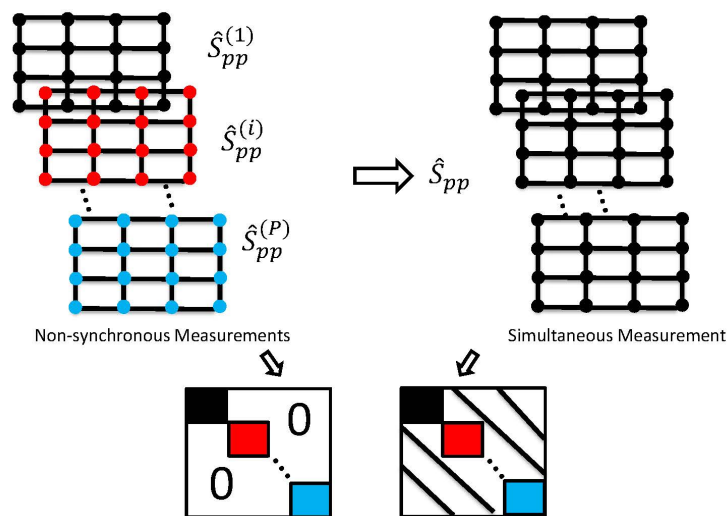 Ŝ_pp^(1)
Ŝ_pp^(i)
Ŝ_pp
Ŝ_pp^(P)
Non-synchronous Measurements
Simultaneous Measurement
0
0